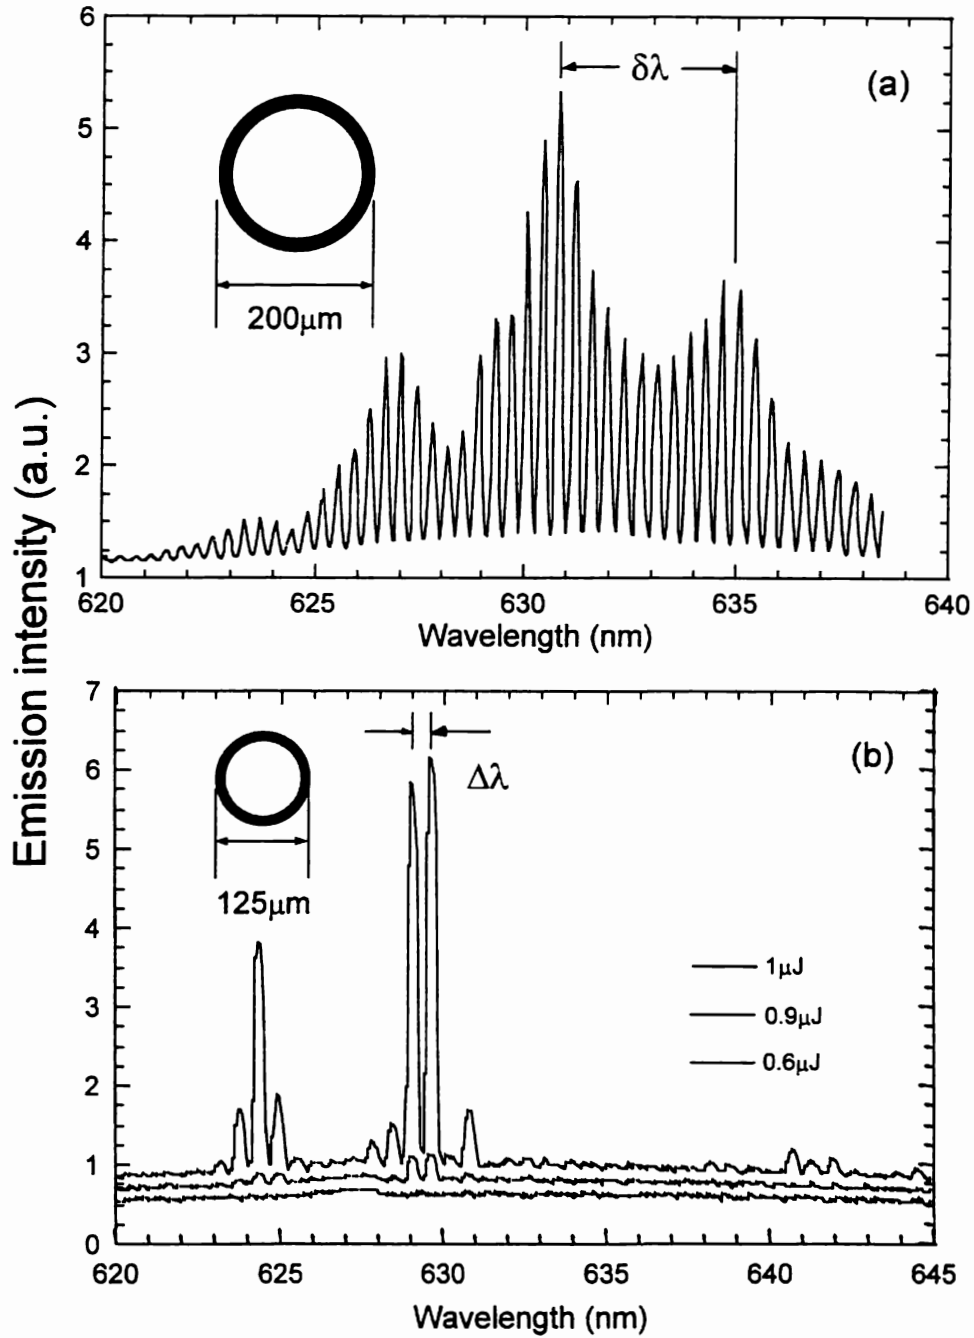 6
5
4
3
2
1
δλ
(a)
200μm
620
625
630
635
640
Wavelength (nm)
Emission intensity (a.u.)
7
6
5
4
3
2
1
0
Δλ
(b)
125μm
1μJ
0.9μJ
0.6μJ
620
625
630
635
640
645
Wavelength (nm)